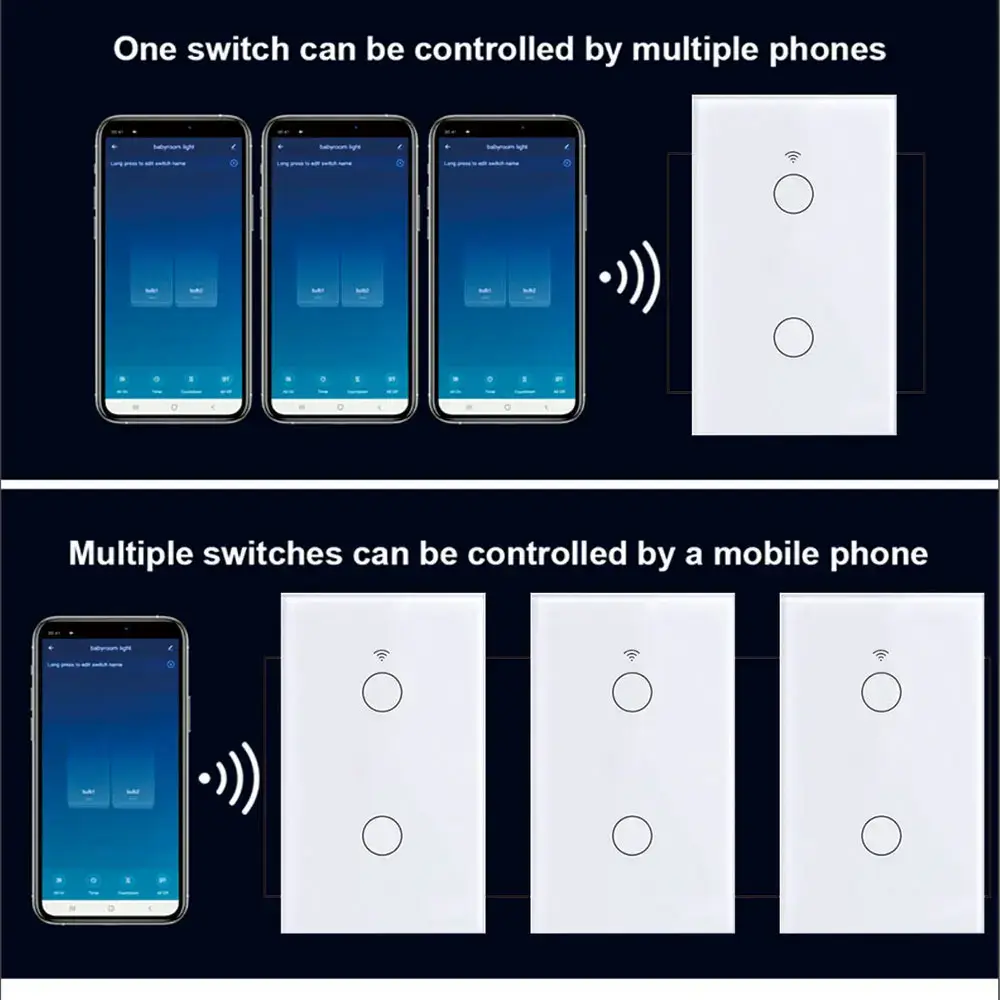 One switch can be controlled by multiple phones
babyroom light
Long press to edit switch name
bulb1 bulb2
All On Timer Countdown All Off
babyroom light
Long press to edit switch name
bulb1 bulb2
All On Timer Countdown All Off
babyroom light
Long press to edit switch name
bulb1 bulb2
All On Timer Countdown All Off
Multiple switches can be controlled by a mobile phone
babyroom light
Long press to edit switch name
bulb1 bulb2
All On Timer Countdown All Off